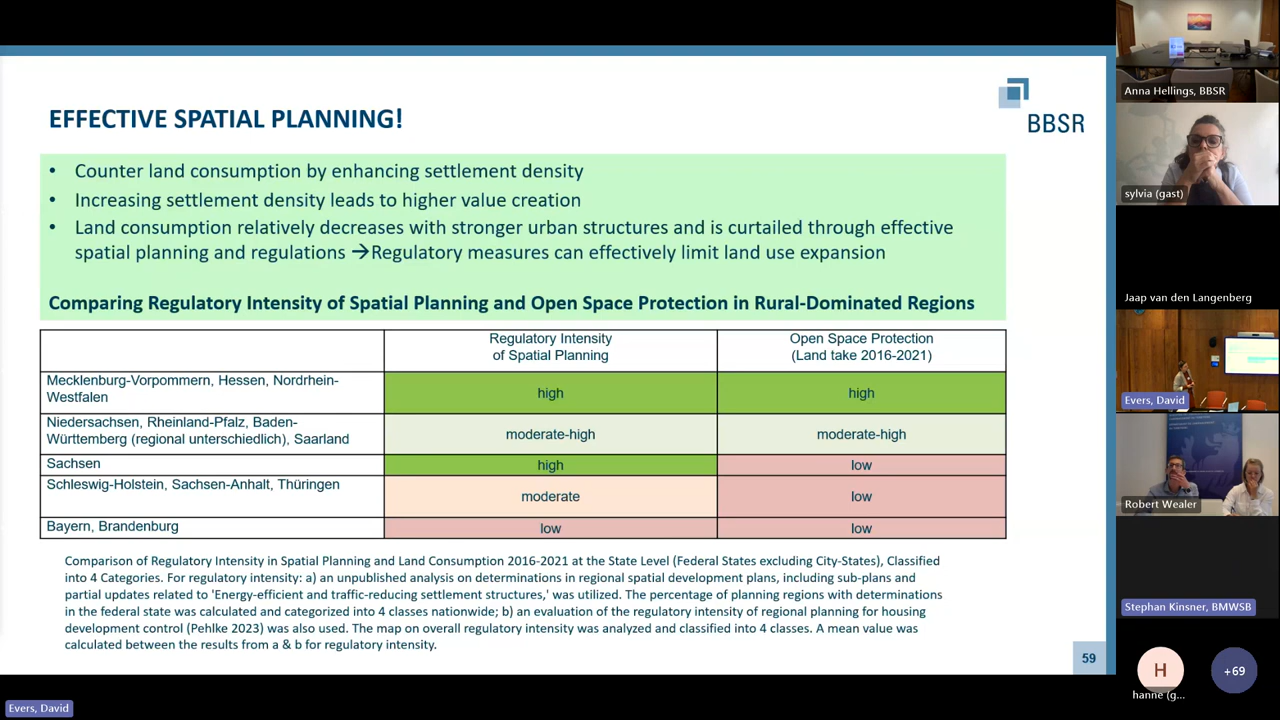 EFFECTIVE SPATIAL PLANNING!
BBSR
• Counter land consumption by enhancing settlement density
• Increasing settlement density leads to higher value creation
• Land consumption relatively decreases with stronger urban structures and is curtailed through effective
spatial planning and regulations →Regulatory measures can effectively limit land use expansion
Comparing Regulatory Intensity of Spatial Planning and Open Space Protection in Rural-Dominated Regions
Regulatory Intensity
of Spatial Planning
Open Space Protection
(Land take 2016-2021)
Mecklenburg-Vorpommern, Hessen, Nordrhein-
Westfalen
high
high
Niedersachsen, Rheinland-Pfalz, Baden-
Württemberg (regional unterschiedlich), Saarland
moderate-high
moderate-high
Sachsen
high
low
Schleswig-Holstein, Sachsen-Anhalt, Thüringen
moderate
low
Bayern, Brandenburg
low
low
Comparison of Regulatory Intensity in Spatial Planning and Land Consumption 2016-2021 at the State Level (Federal States excluding City-States), Classified
into 4 Categories. For regulatory intensity: a) an unpublished analysis on determinations in regional spatial development plans, including sub-plans and
partial updates related to 'Energy-efficient and traffic-reducing settlement structures,' was utilized. The percentage of planning regions with determinations
in the federal state was calculated and categorized into 4 classes nationwide; b) an evaluation of the regulatory intensity of regional planning for housing
development control (Pehlke 2023) was also used. The map on overall regulatory intensity was analyzed and classified into 4 classes. A mean value was
calculated between the results from a & b for regulatory intensity.
59
Evers, David
Anna Hellings, BBSR
sylvia (gast)
Jaap van den Langenberg
Evers, David
Robert Wealer
Stephan Kinsner, BMWSB
H
hanne (g...
+69